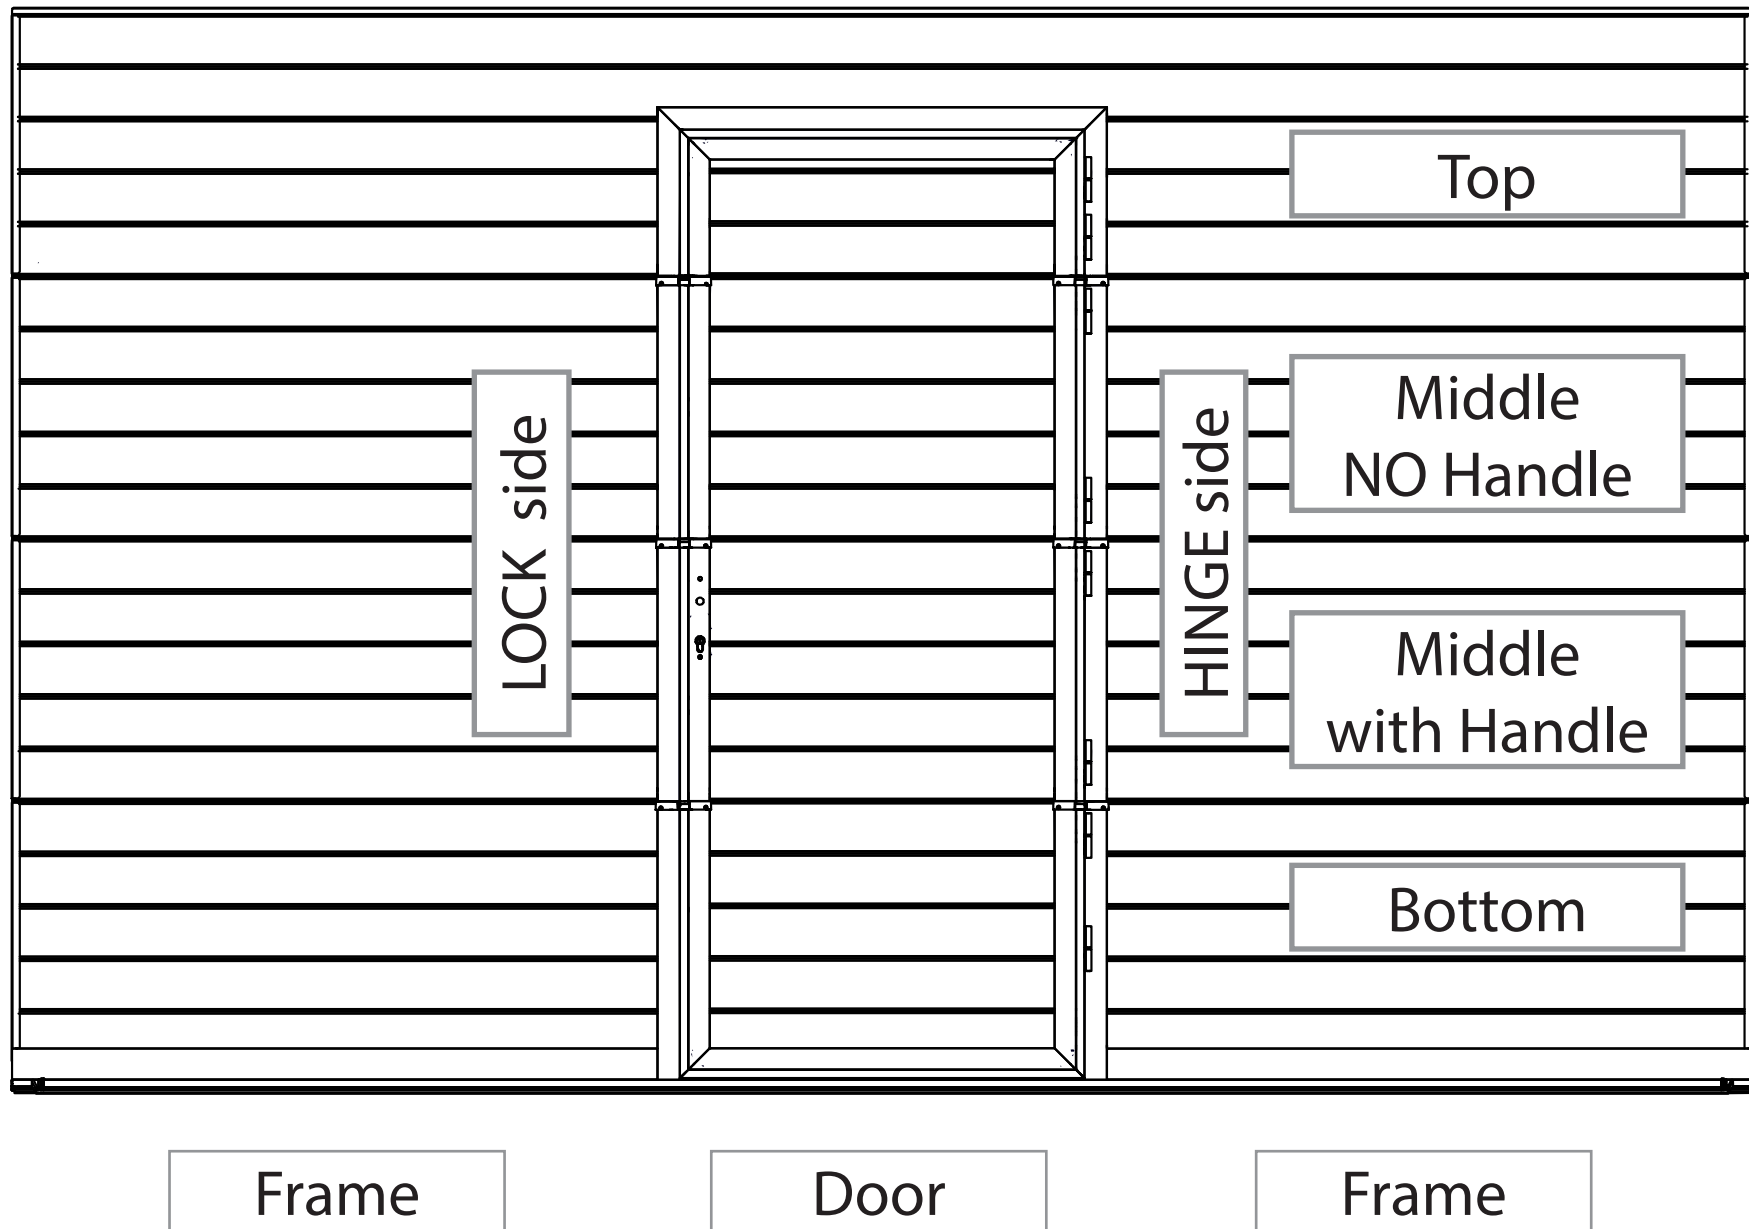 Top
LOCK side
HINGE side
Middle
NO Handle
Middle
with Handle
Bottom
Frame
Door
Frame